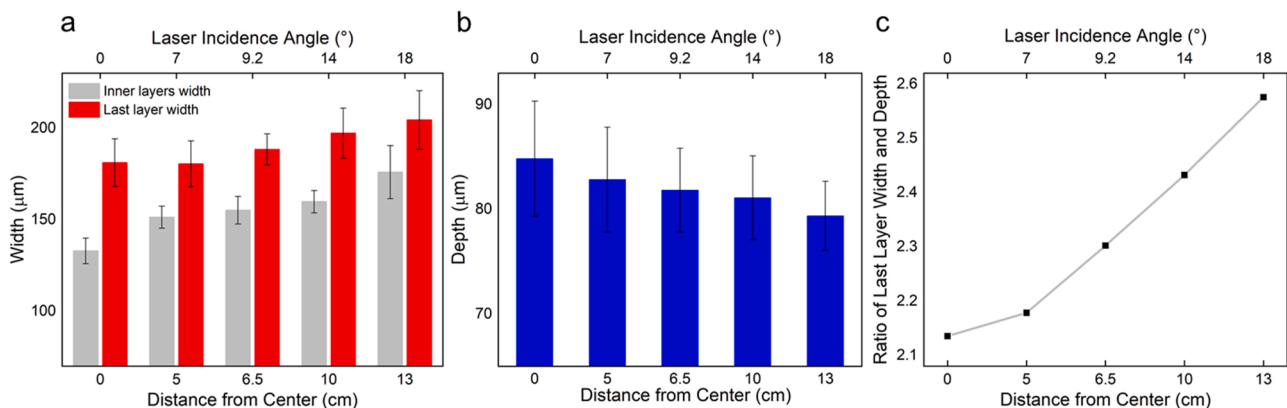 a
Laser Incidence Angle (°)
0 7 9.2 14 18
Inner layers width
Last layer width
Width (µm)
200
150
100
0 5 6.5 10 13
Distance from Center (cm)
b
Laser Incidence Angle (°)
0 7 9.2 14 18
Depth (µm)
90
80
70
0 5 6.5 10 13
Distance from Center (cm)
c
Laser Incidence Angle (°)
0 7 9.2 14 18
Ratio of Last Layer Width and Depth
2.6
2.5
2.4
2.3
2.2
2.1
0 5 6.5 10 13
Distance from Center (cm)